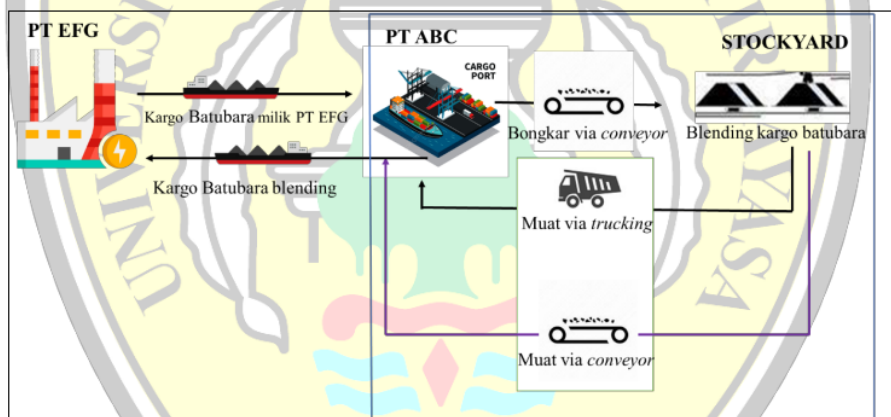 PT EFG
PT ABC
STOCKYARD
CARGO
PORT
Kargo Batubara milik PT EFG
Bongkar via conveyor
Blending kargo batubara
Kargo Batubara blending
Muat via trucking
Muat via conveyor